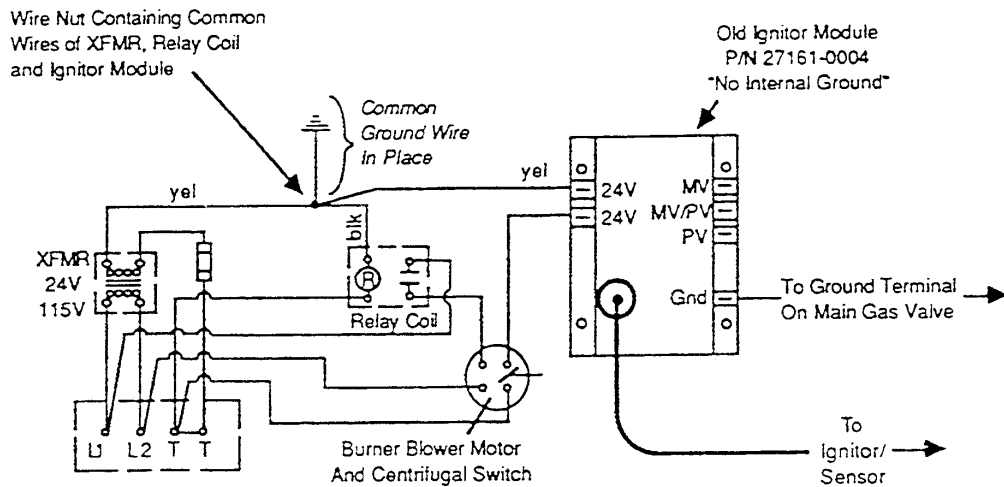 Wire Nut Containing Common
Wires of XFMR, Relay Coil
and Ignitor Module
Old Ignitor Module
P/N 27161-0004
"No Internal Ground"
Common
Ground Wire
In Place
yel
yel
blk
24V
24V
MV
MV/PV
PV
Gnd
XFMR
24V
115V
R
Relay Coil
To Ground Terminal
On Main Gas Valve
L1 L2 T T
Burner Blower Motor
And Centrifugal Switch
To
Ignitor/
Sensor